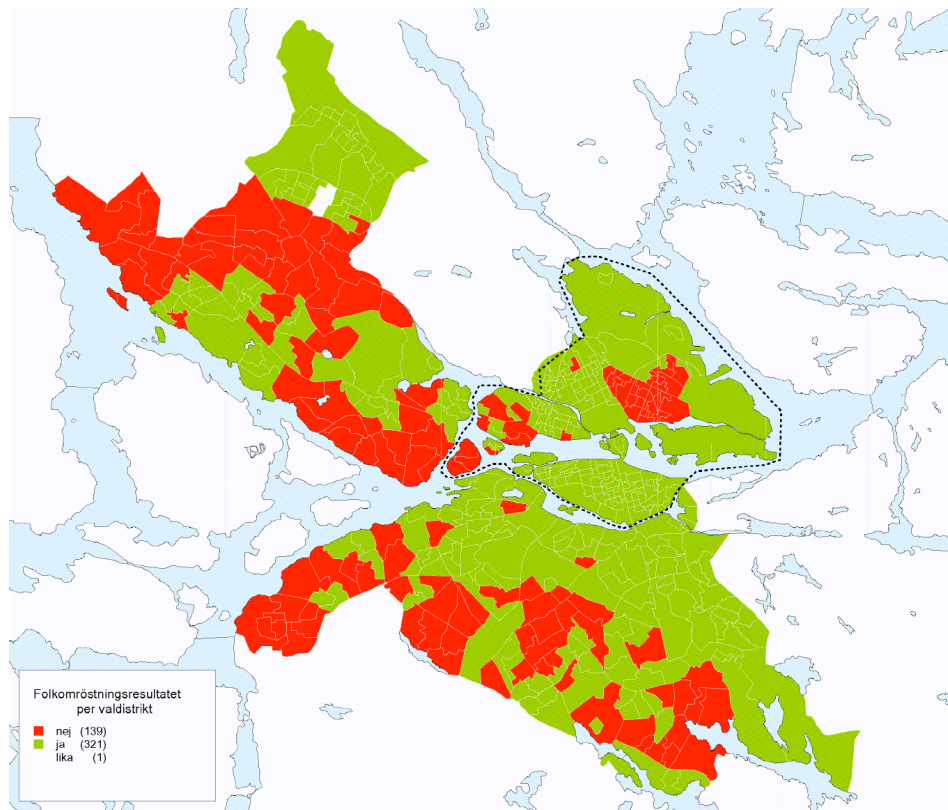 Folkomröstningsresultatet
per valdistrikt
nej (139)
ja (321)
lika (1)